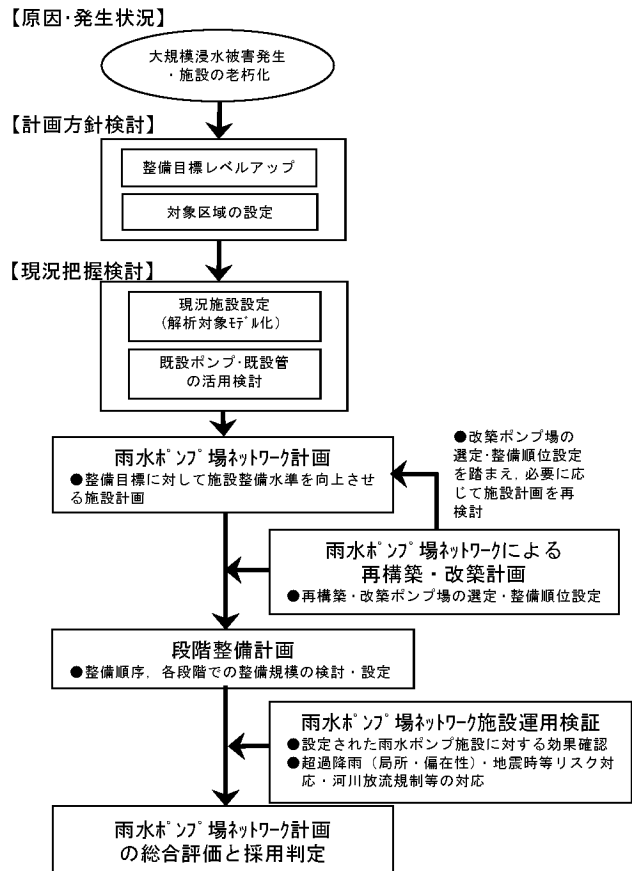 【原因・発生状況】
大規模浸水被害発生
・施設の老朽化
【計画方針検討】
整備目標レベルアップ
対象区域の設定
【現況把握検討】
現況施設設定
(解析対象ﾓﾃﾞﾙ化)
既設ポンプ・既設管
の活用検討
雨水ﾎﾟﾝﾌﾟ場ﾈｯﾄﾜｰｸ計画
●整備目標に対して施設整備水準を向上させ
る施設計画
●改築ポンプ場の
選定・整備順位設定
を踏まえ，必要に応
じて施設計画を再
検討
雨水ﾎﾟﾝﾌﾟ場ﾈｯﾄﾜｰｸによる
再構築・改築計画
●再構築・改築ポンプ場の選定・整備順位設定
段階整備計画
●整備順序，各段階での整備規模の検討・設定
雨水ﾎﾟﾝﾌﾟ場ﾈｯﾄﾜｰｸ施設運用検証
●設定された雨水ポンプ施設に対する効果確認
●超過降雨（局所・偏在性）・地震時等リスク対
応・河川放流規制等の対応
雨水ﾎﾟﾝﾌﾟ場ﾈｯﾄﾜｰｸ計画
の総合評価と採用判定